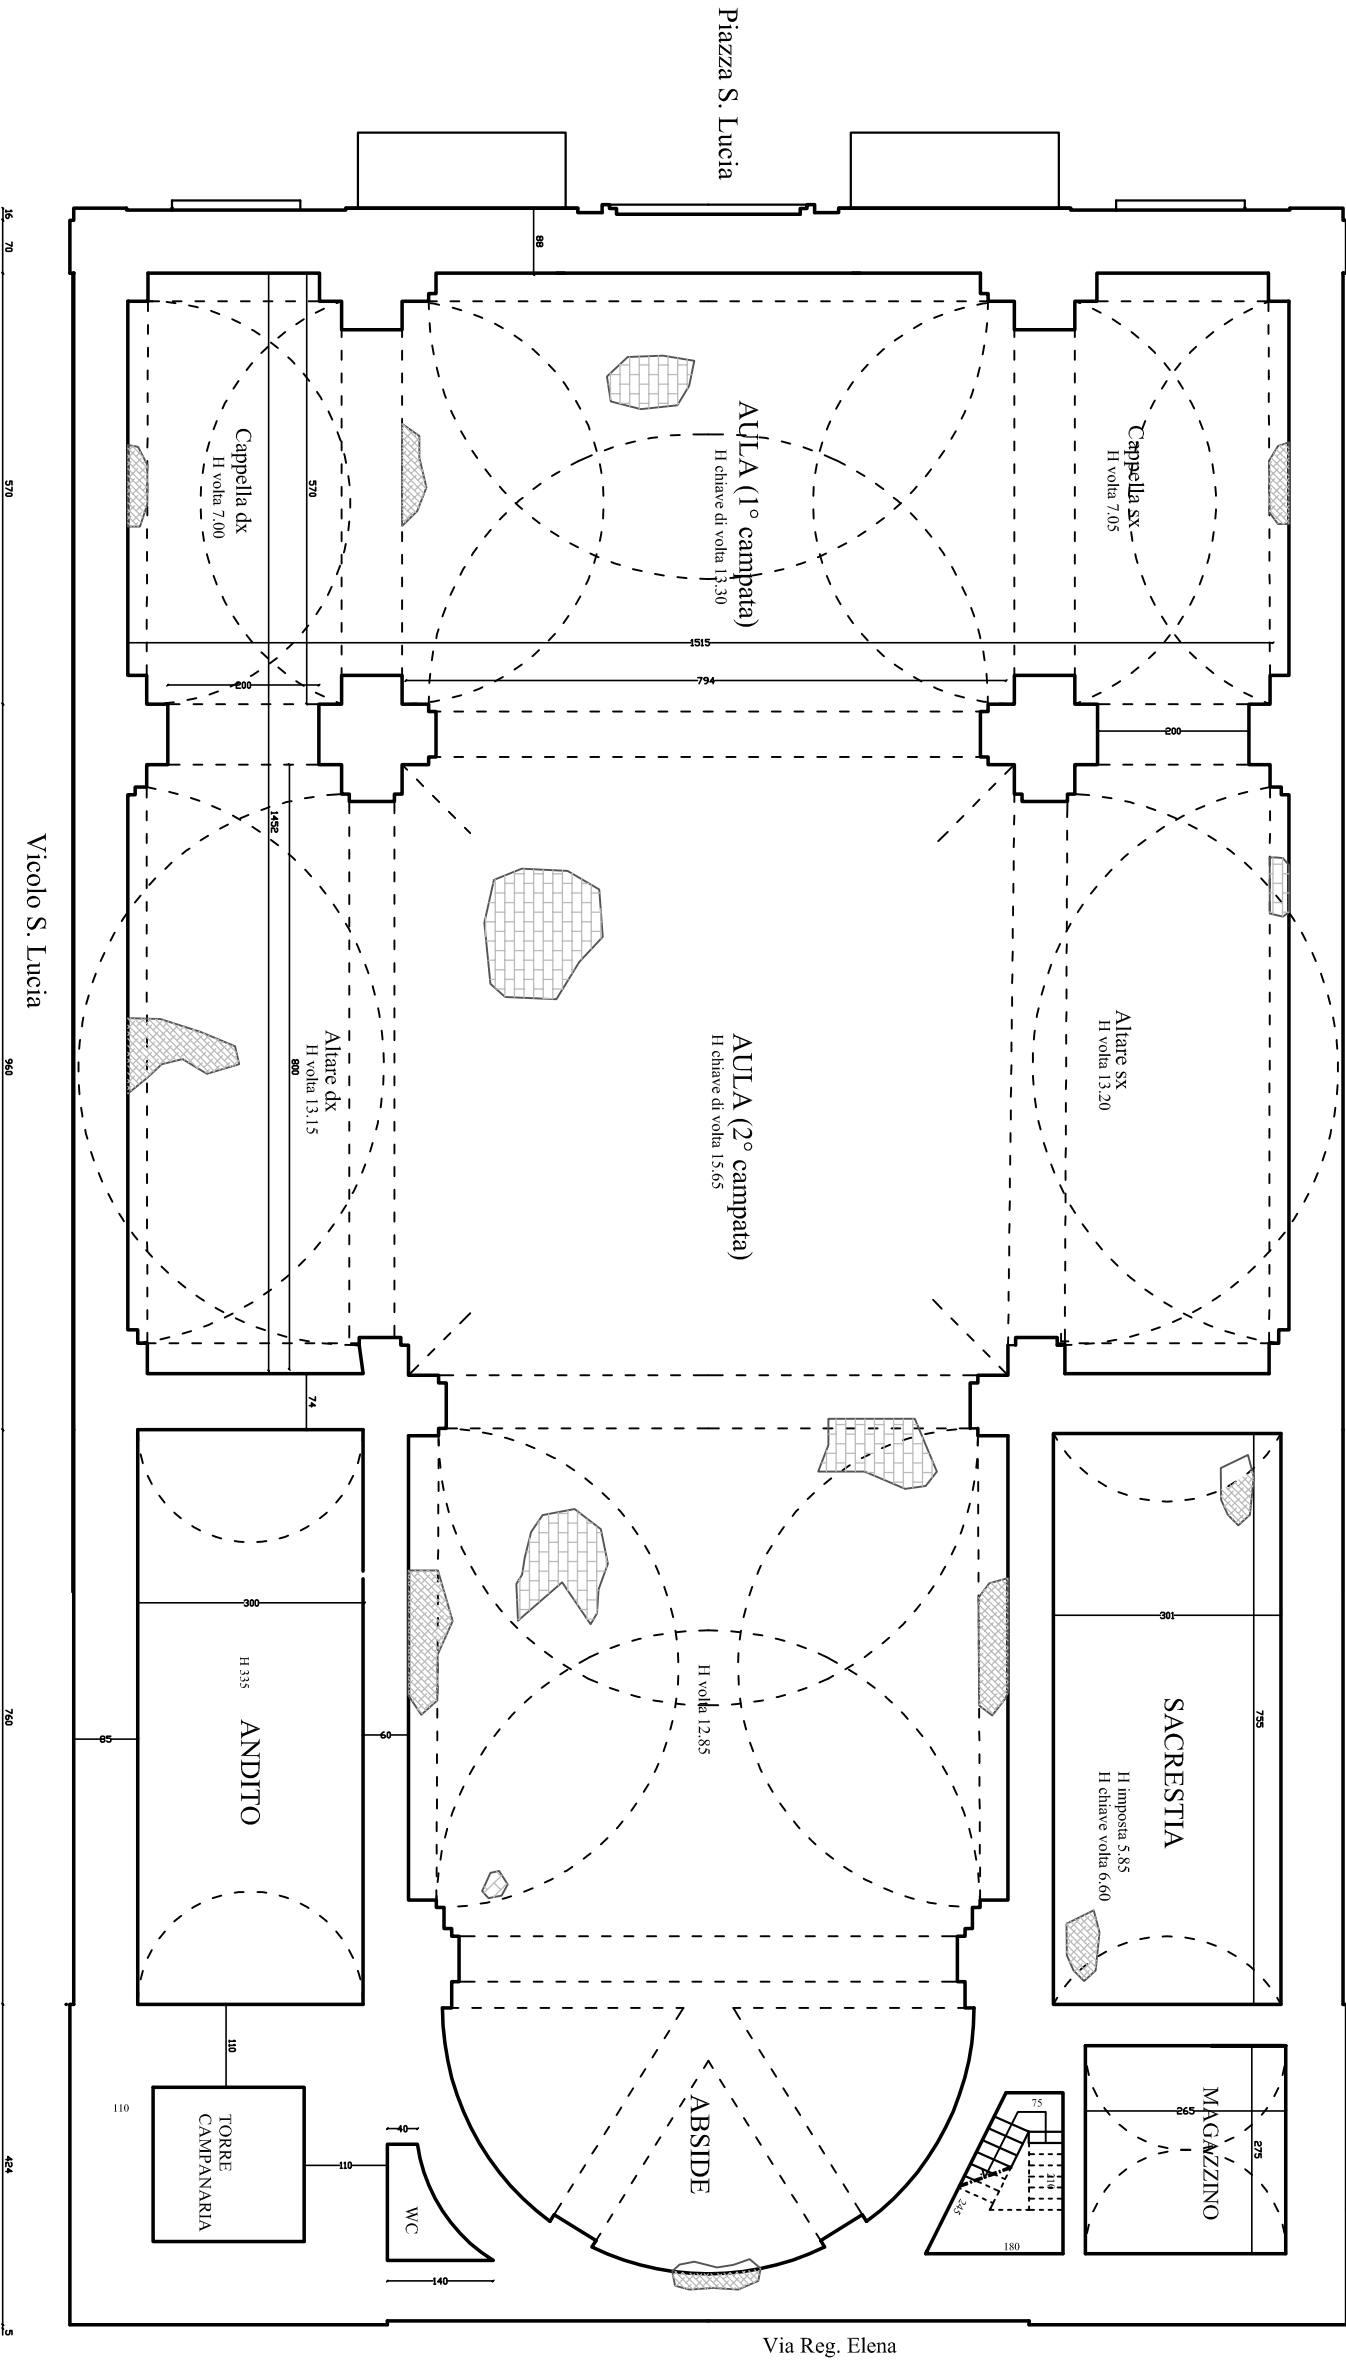 Piazza S. Lucia
16
70
88
570
570
Cappella dx
H volta 7.00
AULA (1° campata)
H chiave di volta 13.30
Cappella sx
H volta 7.05
1515
200
794
200
1452
Vicolo S. Lucia
960
800
Altare dx
H volta 13.15
AULA (2° campata)
H chiave di volta 15.65
Altare sx
H volta 13.20
74
300
301
H 335
ANDITO
H volta 12.85
SACRESTIA
H imposta 5.85
H chiave volta 6.60
755
760
85
60
110
110
TORRE
CAMPANARIA
110
40
WC
140
ABSIDE
75
110
245
180
MAGAZZINO
265
275
424
5
Via Reg. Elena